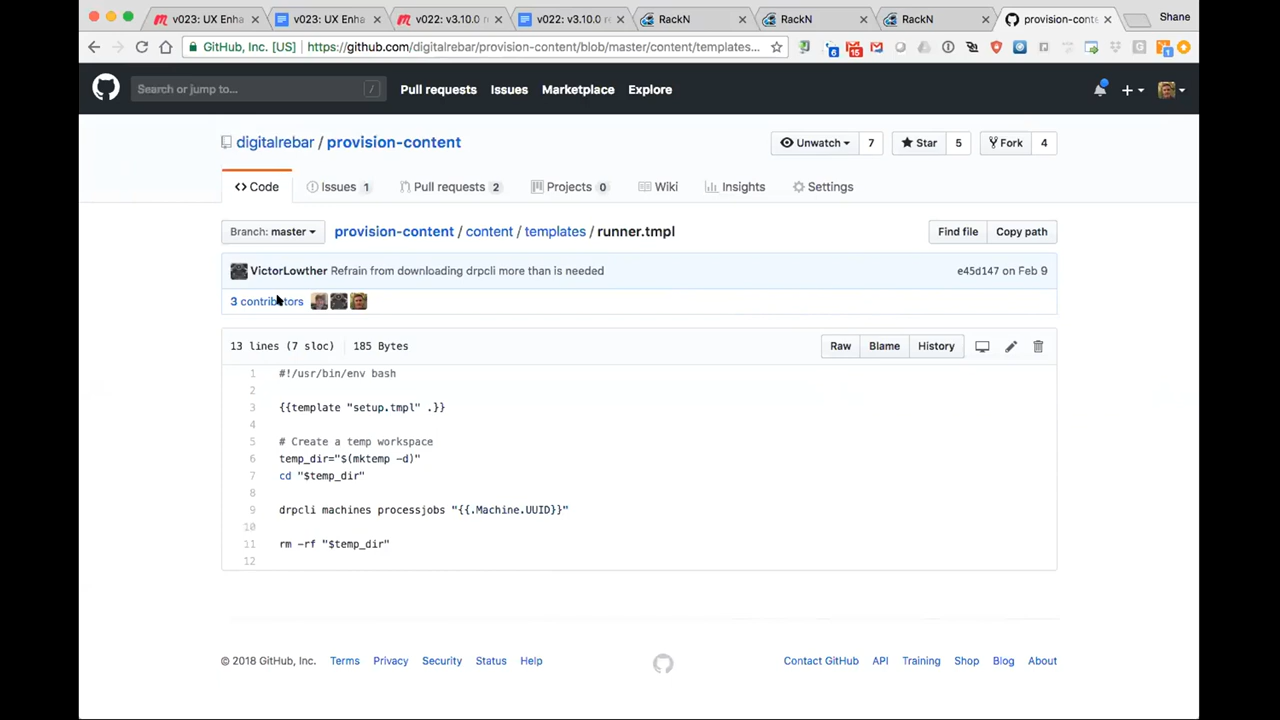 v023: UX Enha
v023: UX Enha
v022: v3.10.0 re
v022: v3.10.0 re
RackN
RackN
RackN
provision-conte
Shane
GitHub, Inc. [US] https://github.com/digitalrebar/provision-content/blob/master/content/templates...
6 15 1
Search or jump to... /
Pull requests Issues Marketplace Explore
digitalrebar / provision-content
Unwatch 7 Star 5 Fork 4
Code Issues 1 Pull requests 2 Projects 0 Wiki Insights Settings
Branch: master
provision-content / content / templates / runner.tmpl
Find file Copy path
VictorLowther Refrain from downloading drpcli more than is needed
e45d147 on Feb 9
3 contributors
13 lines (7 sloc) 185 Bytes
Raw Blame History
1 #!/usr/bin/env bash
2
3 {{template "setup.tmpl" .}}
4
5 # Create a temp workspace
6 temp_dir="$(mktemp -d)"
7 cd "$temp_dir"
8
9 drpcli machines processjobs "{{.Machine.UUID}}"
10
11 rm -rf "$temp_dir"
12
© 2018 GitHub, Inc. Terms Privacy Security Status Help
Contact GitHub API Training Shop Blog About